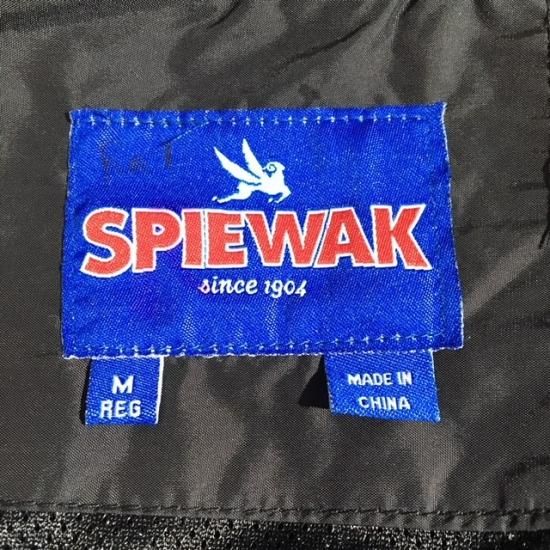 SPIEWAK
since 1904
M
REG
MADE IN
CHINA